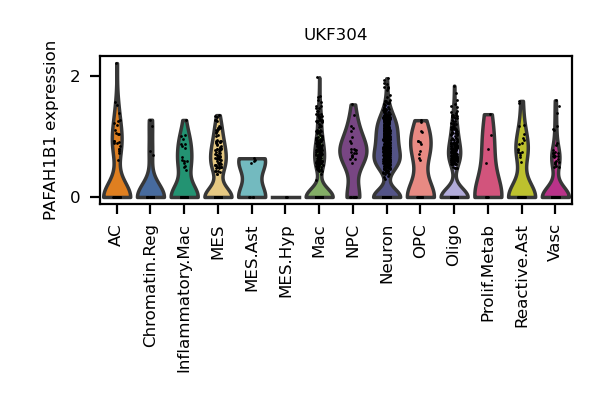 UKF304
PAFAH1B1 expression
2
0
AC
Chromatin.Reg
Inflammatory.Mac
MES
MES.Ast
MES.Hyp
Mac
NPC
Neuron
OPC
Oligo
Prolif.Metab
Reactive.Ast
Vasc